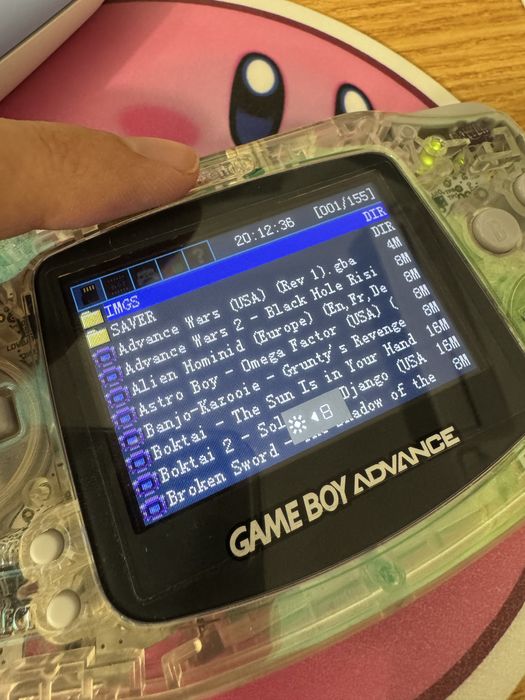 20:12:36 [001/155]
IMGS DIR
SAVER DIR
Advance Wars (USA) (Rev 1).gba 4M
Advance Wars 2 - Black Hole Risi 8M
Alien Hominid (Europe) (En,Fr,De 8M
Astro Boy - Omega Factor (USA) ( 8M
Banjo-Kazooie - Grunty's Revenge 8M
Boktai - The Sun Is in Your Hand 16M
Boktai 2 - Sol Django (USA 16M
Broken Sword - The Shadow of the 8M
8
GAME BOY ADVANCE
B